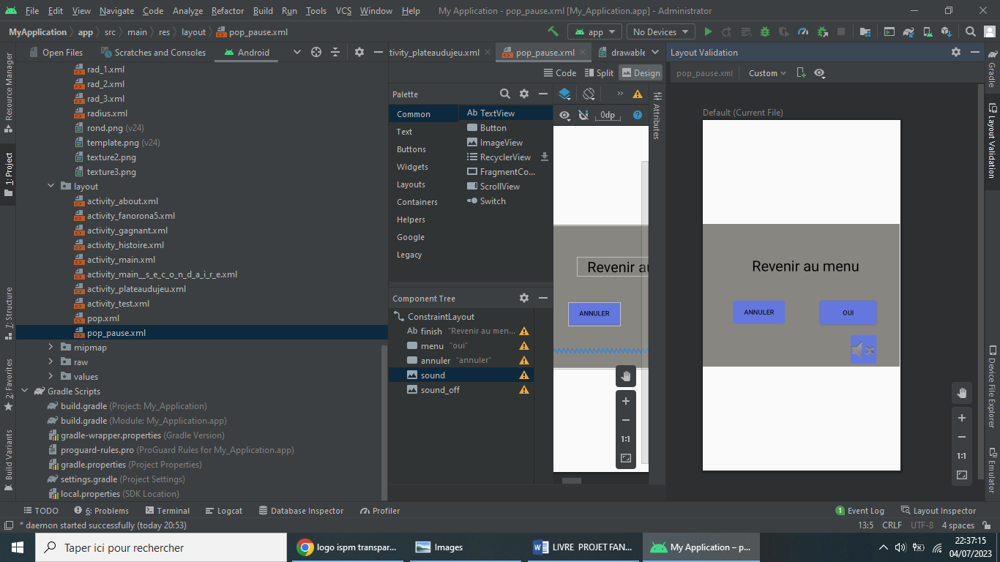 File Edit View Navigate Code Analyze Refactor Build Run Tools VCS Window Help My Application - pop_pause.xml [My_Application.app] - Administrator
MyApplication app src main res layout pop_pause.xml app No Devices
Open Files Scratches and Consoles Android tivity_plateaudujeu.xml pop_pause.xml drawable Layout Validation
Code Split Design pop_pause.xml Custom
Resource Manager
1: Project
7: Structure
2: Favorites
Build Variants
rad_1.xml
rad_2.xml
rad_3.xml
radius.xml
rond.png (v24)
template.png (v24)
texture2.png
texture3.png
layout
activity_about.xml
activity_fanorona5.xml
activity_gagnant.xml
activity_histoire.xml
activity_main.xml
activity_main__s_e_c_o_n_d_a_i_r_e.xml
activity_plateaudujeu.xml
activity_test.xml
pop.xml
pop_pause.xml
mipmap
raw
values
Gradle Scripts
build.gradle (Project: My_Application)
build.gradle (Module: My_Application.app)
gradle-wrapper.properties (Gradle Version)
proguard-rules.pro (ProGuard Rules for My_Application.app)
gradle.properties (Project Properties)
settings.gradle (Project Settings)
local.properties (SDK Location)
Palette
Common
Text
Buttons
Widgets
Layouts
Containers
Helpers
Google
Legacy
Ab TextView
Button
ImageView
RecyclerView
FragmentCo...
ScrollView
Switch
Component Tree
ConstraintLayout
Ab finish "Revenir au men...
menu "oui"
annuler "annuler"
sound
sound_off
0dp
Attributes
Revenir au
ANNULER
1:1
Default (Current File)
Revenir au menu
ANNULER OUI
1:1
Gradle
Layout Validation
Device File Explorer
Emulator
TODO 6: Problems Terminal Logcat Database Inspector Profiler 1 Event Log Layout Inspector
* daemon started successfully (today 20:53) 13:5 CRLF UTF-8 4 spaces
Taper ici pour rechercher logo ispm transpar... Images LIVRE PROJET FAN... My Application – p... 22:37:15
04/07/2023